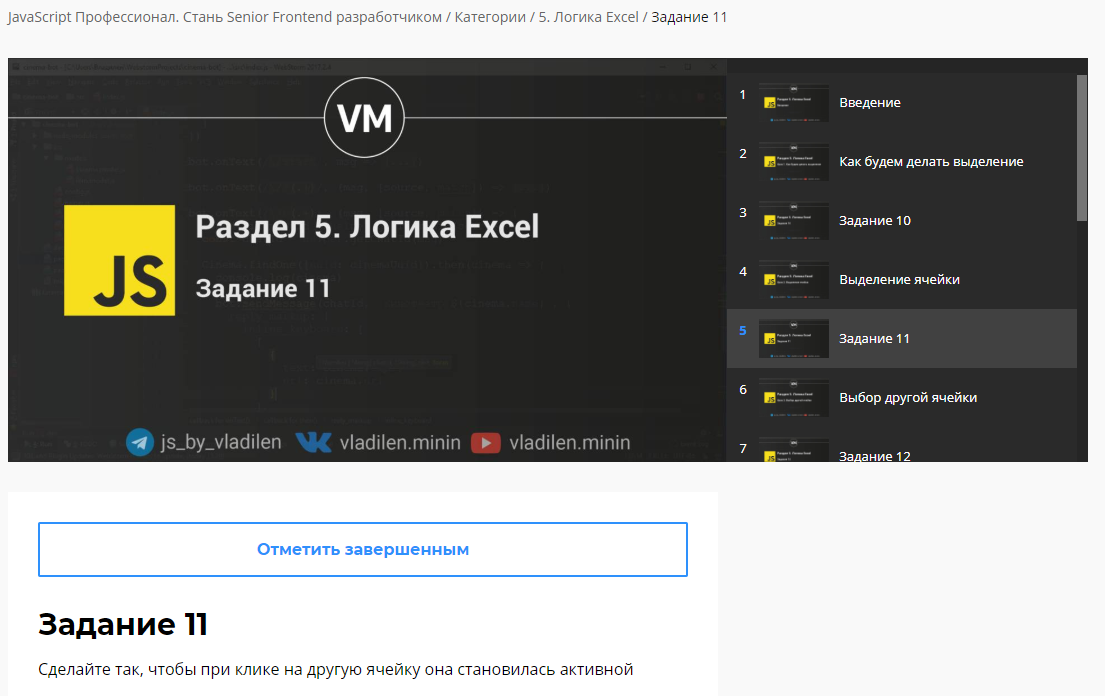 JavaScript Профессионал. Стань Senior Frontend разработчиком / Категории / 5. Логика Excel / Задание 11
VM
JS
Раздел 5. Логика Excel
Задание 11
js_by_vladilen
vladilen.minin
vladilen.minin
1
Введение
2
Как будем делать выделение
3
Задание 10
4
Выделение ячейки
5
Задание 11
6
Выбор другой ячейки
7
Задание 12
Отметить завершенным
Задание 11
Сделайте так, чтобы при клике на другую ячейку она становилась активной